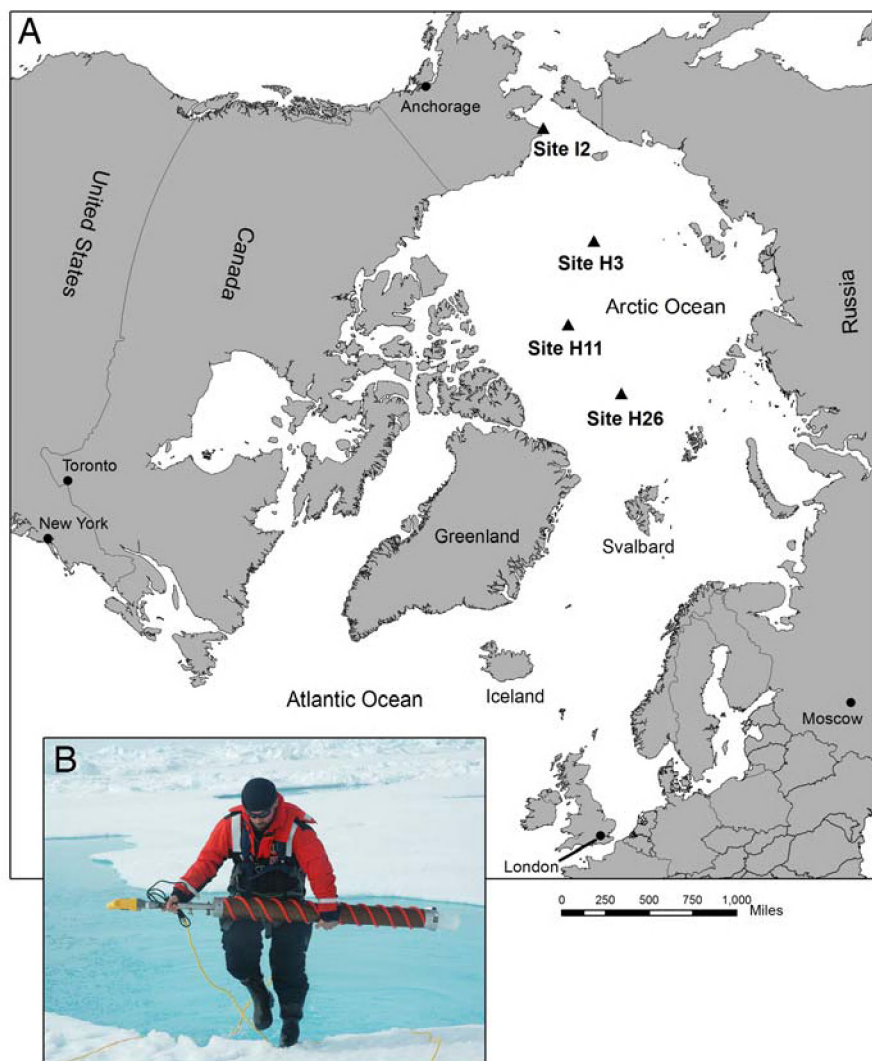 A
Anchorage
Site I2
United States
Canada
Site H3
Arctic Ocean
Russia
Site H11
Site H26
Toronto
New York
Greenland
Svalbard
Iceland
Atlantic Ocean
Moscow
B
London
0 250 500 750 1,000
Miles